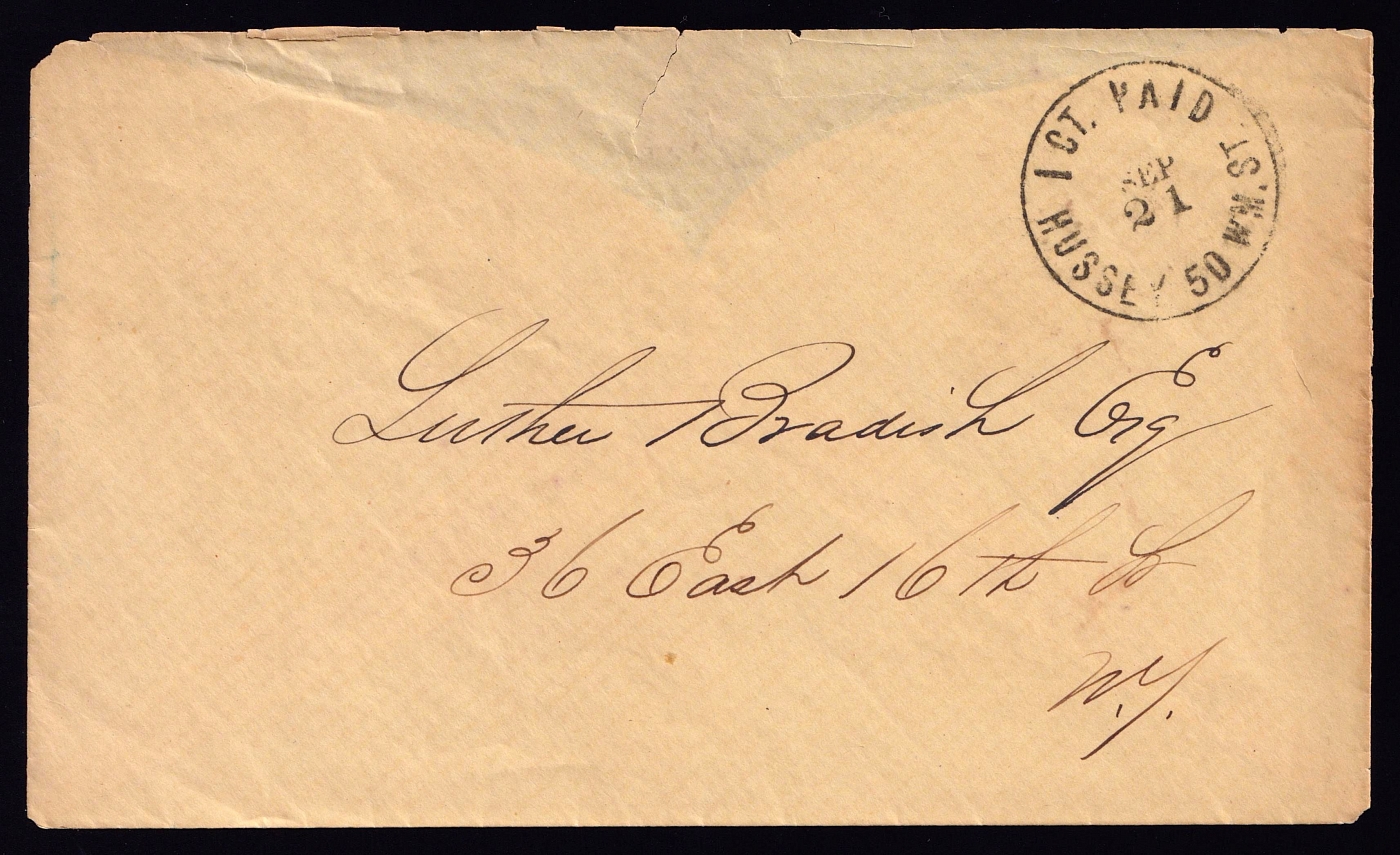 1 CT. PAID
HUSSEY 50 WM. ST
SEP
21
Luther Bradish Esq
36 East 16th St
N.Y.